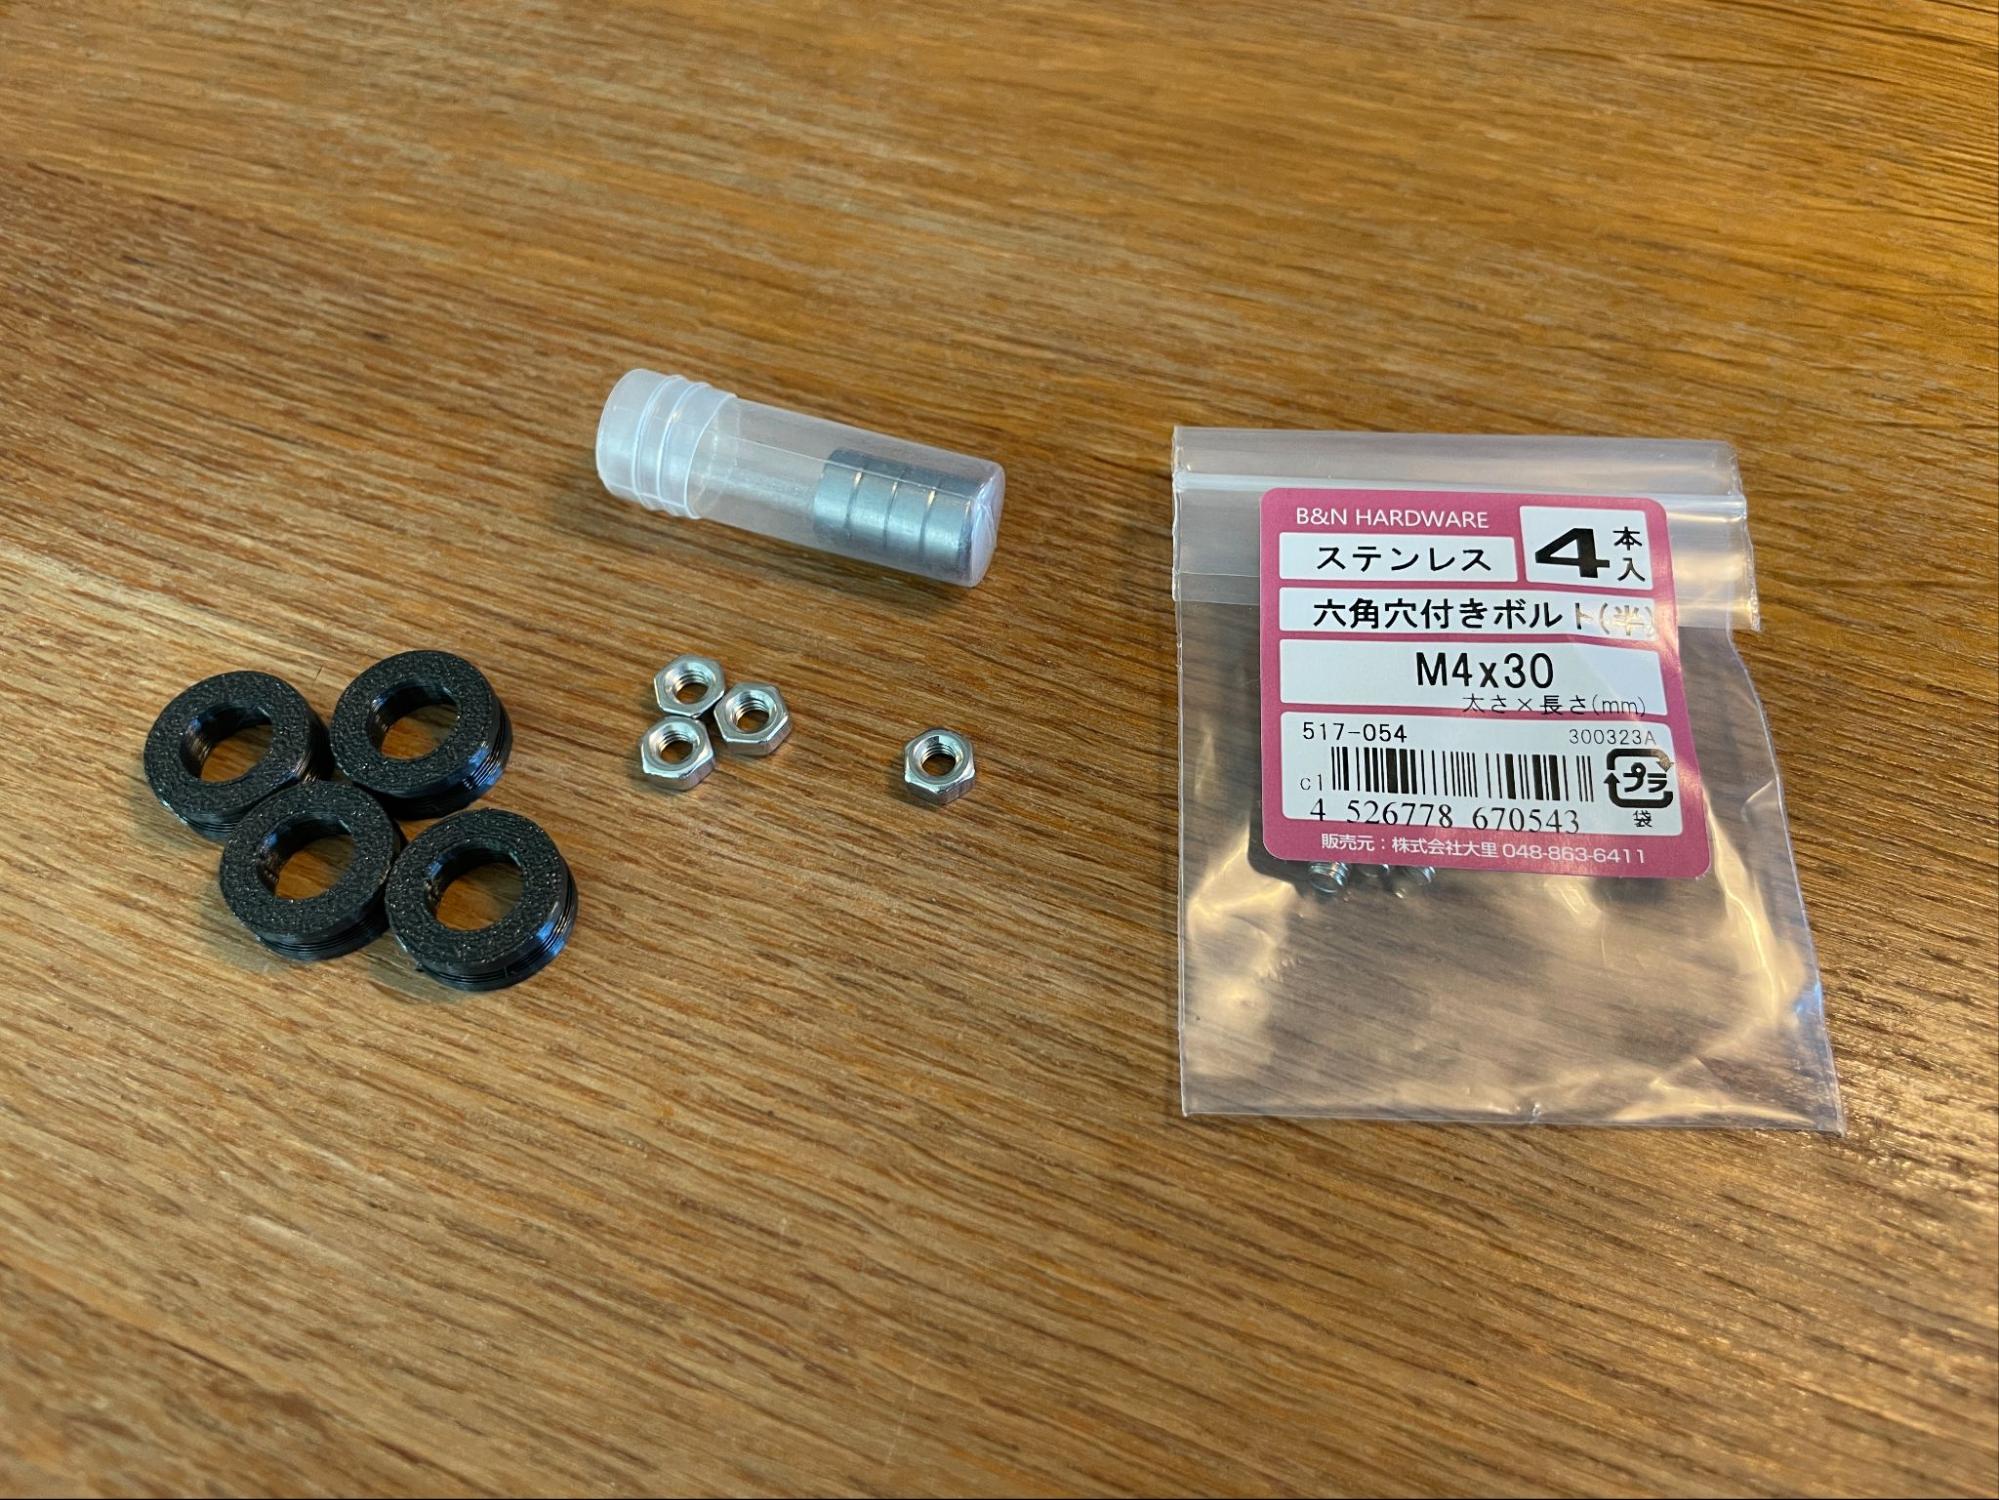 B&N HARDWARE
ステンレス
4本入
六角穴付きボルト(半)
M4x30
太さ×長さ(mm)
517-054 300323A
c1
プラ
4 526778 670543
袋
販売元:株式会社大里 048-863-6411